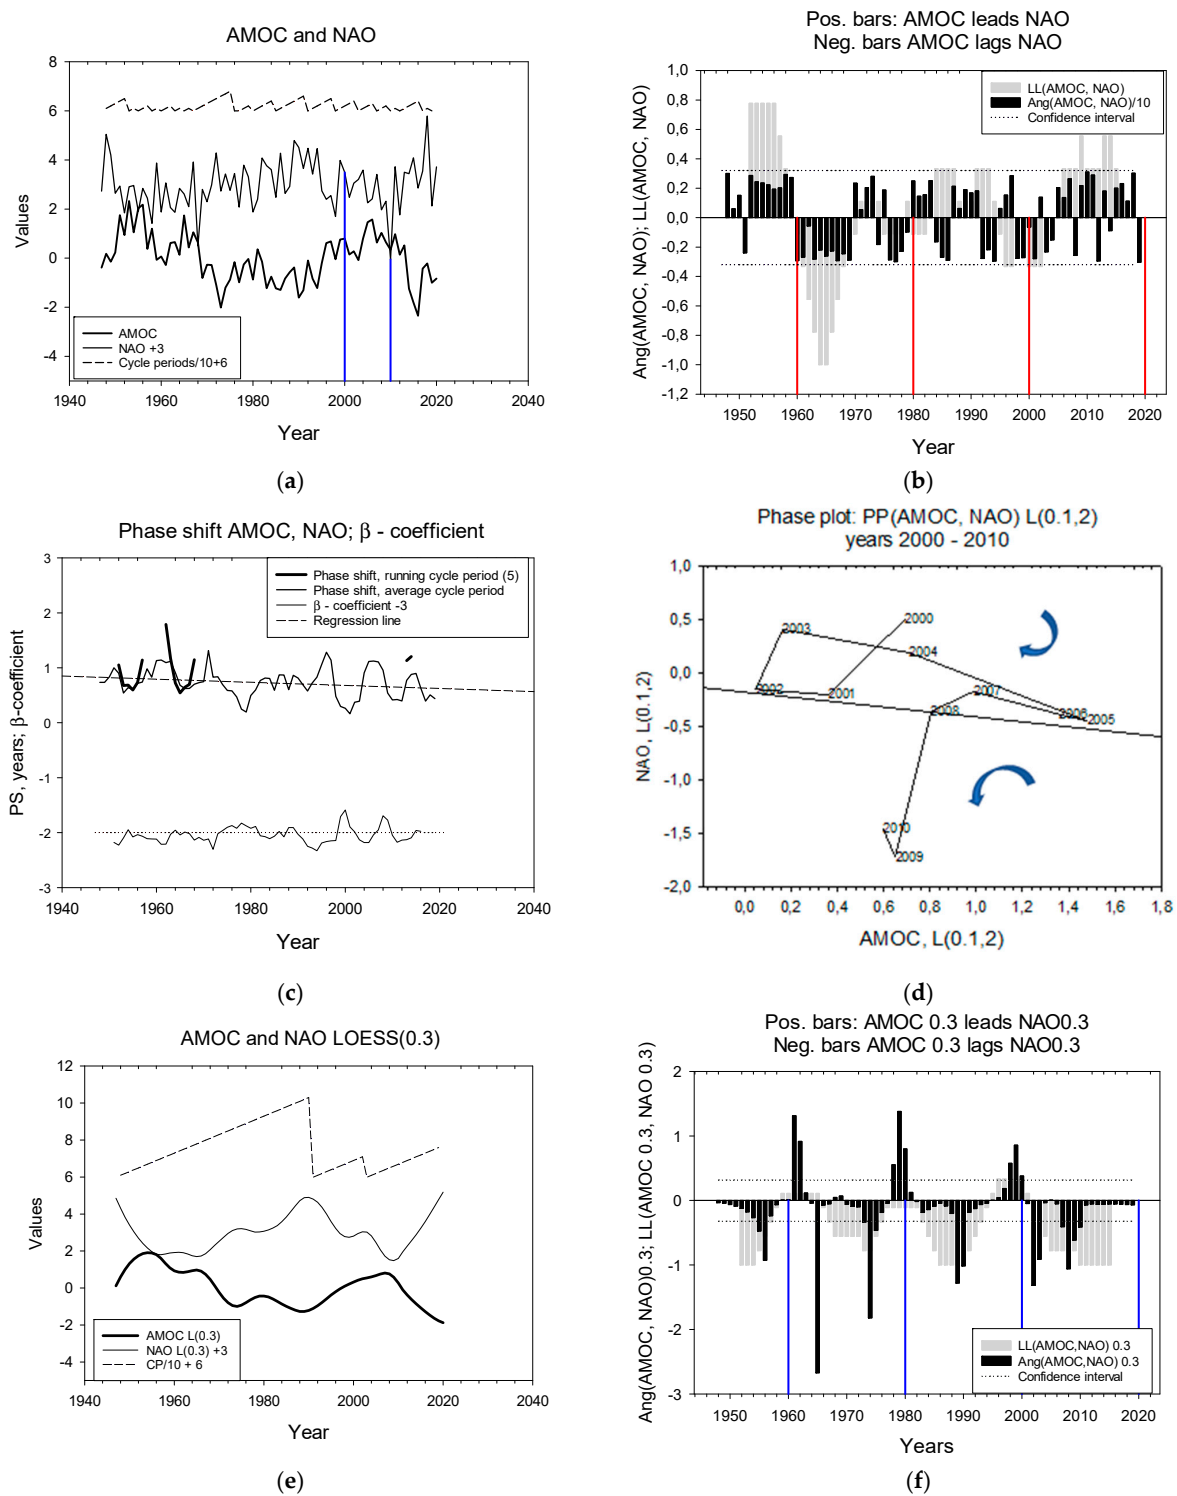 AMOC and NAO
Values
8
6
4
2
0
-2
-4
AMOC
NAO +3
Cycle periods/10+6
1940
1960
1980
2000
2020
2040
Year
(a)
Pos. bars: AMOC leads NAO
Neg. bars AMOC lags NAO
Ang(AMOC, NAO); LL(AMOC, NAO)
1,0
0,8
0,6
0,4
0,2
0,0
-0,2
-0,4
-0,6
-0,8
-1,0
-1,2
LL(AMOC, NAO)
Ang(AMOC, NAO)/10
Confidence interval
1950
1960
1970
1980
1990
2000
2010
2020
Year
(b)
Phase shift AMOC, NAO; β - coefficient
PS, years; β-coefficient
3
2
1
0
-1
-2
-3
Phase shift, running cycle period (5)
Phase shift, average cycle period
β - coefficient -3
Regression line
1940
1960
1980
2000
2020
2040
Year
(c)
Phase plot: PP(AMOC, NAO) L(0.1,2)
years 2000 - 2010
NAO, L(0.1,2)
1,0
0,5
0,0
-0,5
-1,0
-1,5
-2,0
2000
2003
2004
2002
2001
2007
2008
2006
2005
2010
2009
0,0
0,2
0,4
0,6
0,8
1,0
1,2
1,4
1,6
1,8
AMOC, L(0.1,2)
(d)
AMOC and NAO LOESS(0.3)
Values
12
10
8
6
4
2
0
-2
-4
AMOC L(0.3)
NAO L(0.3) +3
CP/10 + 6
1940
1960
1980
2000
2020
2040
Year
(e)
Pos. bars: AMOC 0.3 leads NAO0.3
Neg. bars AMOC 0.3 lags NAO0.3
Ang(AMOC, NAO)0.3; LL(AMOC 0.3, NAO 0.3)
2
1
0
-1
-2
-3
LL(AMOC,NAO) 0.3
Ang(AMOC,NAO) 0.3
Confidence interval
1950
1960
1970
1980
1990
2000
2010
2020
Years
(f)